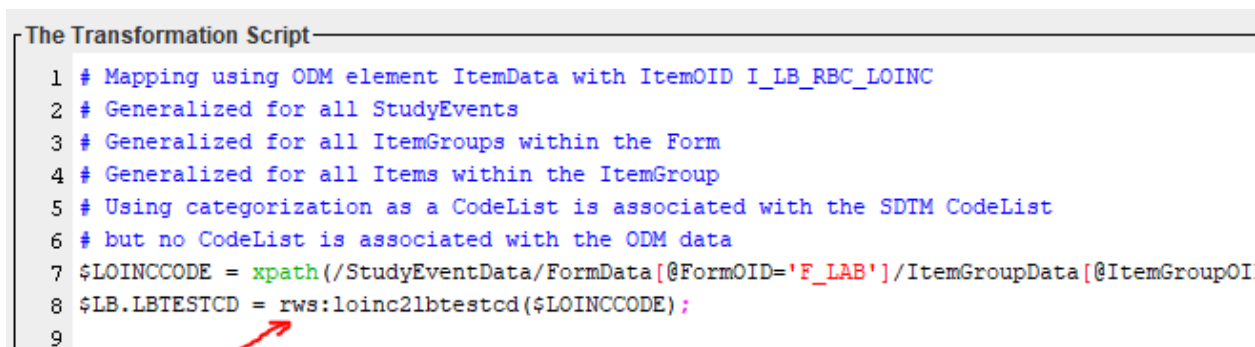 The Transformation Script
1 # Mapping using ODM element ItemData with ItemOID I_LB_RBC_LOINC
2 # Generalized for all StudyEvents
3 # Generalized for all ItemGroups within the Form
4 # Generalized for all Items within the ItemGroup
5 # Using categorization as a CodeList is associated with the SDTM CodeList
6 # but no CodeList is associated with the ODM data
7 $LOINCCODE = xpath(/StudyEventData/FormData[@FormOID='F_LAB']/ItemGroupData[@ItemGroupOI
8 $LB.LBTESTCD = rws:loinc2lbtestcd($LOINCCODE);
9